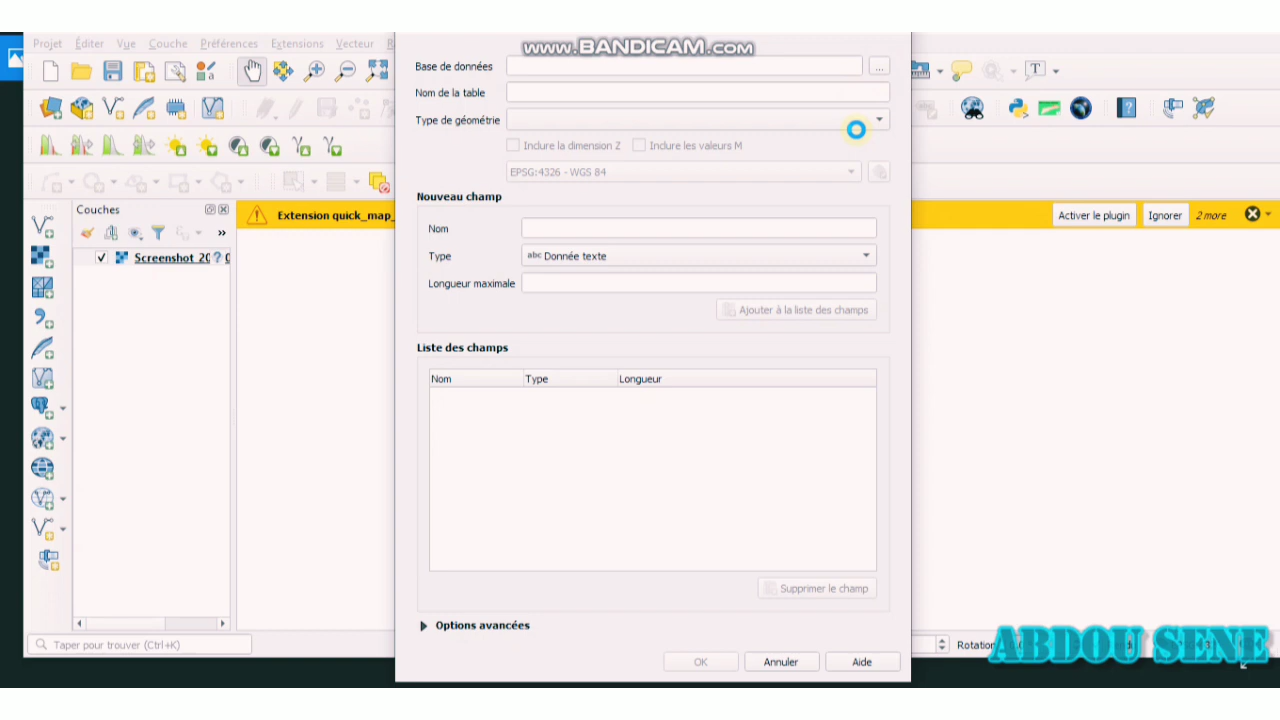 www.BANDICAM.com
Projet Éditer Vue Couche Préférences Extensions Vecteur
Base de données
...
Nom de la table
Type de géométrie
Inclure la dimension Z
Inclure les valeurs M
EPSG:4326 - WGS 84
Nouveau champ
Nom
Type
abc Donnée texte
Longueur maximale
Ajouter à la liste des champs
Liste des champs
Nom Type Longueur
Supprimer le champ
Options avancées
OK Annuler Aide
Couches
Screenshot_20
Extension quick_map_
Activer le plugin Ignorer 2 more
Taper pour trouver (Ctrl+K)
Rotation
ABDOU SENE